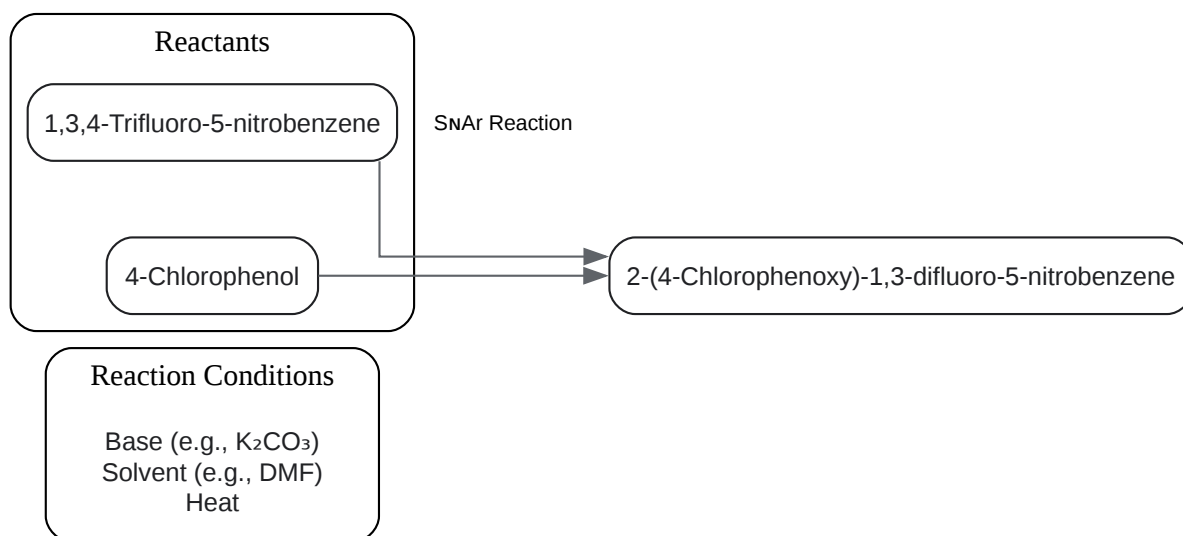 Reactants
1,3,4-Trifluoro-5-nitrobenzene
SɴAr Reaction
4-Chlorophenol
2-(4-Chlorophenoxy)-1,3-difluoro-5-nitrobenzene
Reaction Conditions
Base (e.g., K₂CO₃)
Solvent (e.g., DMF)
Heat